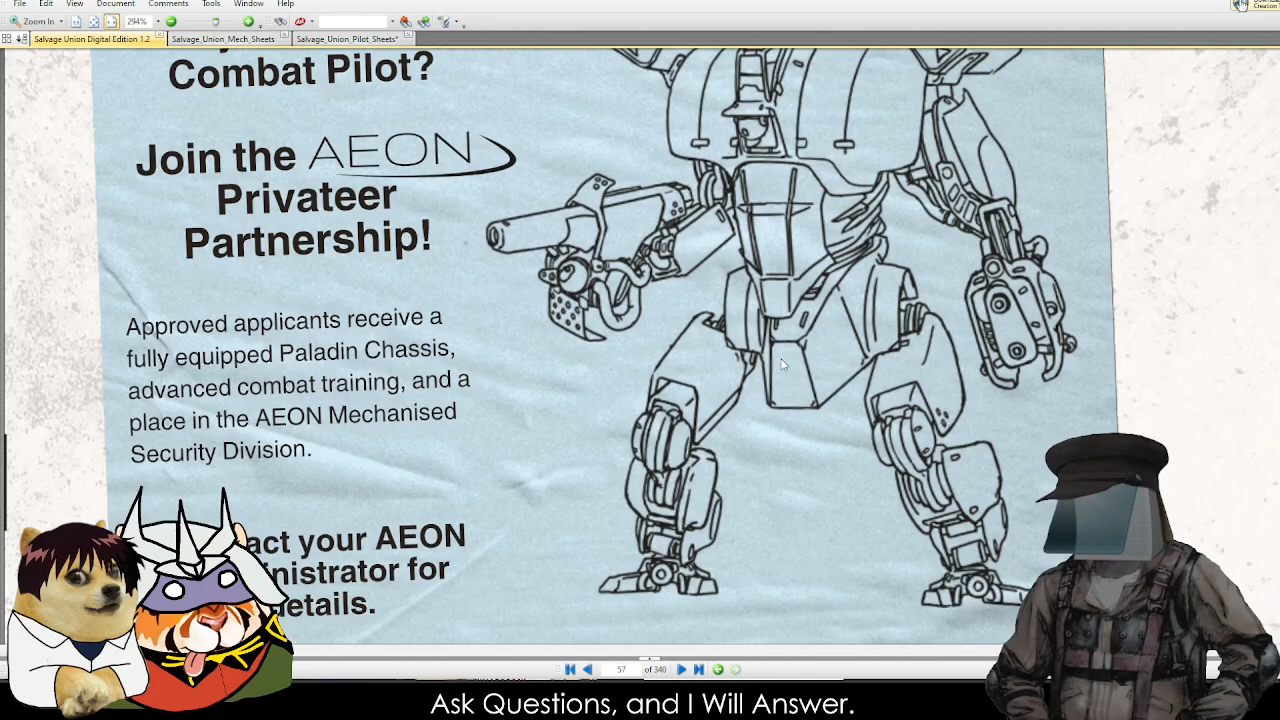 File Edit View Document Comments Tools Window Help
Zoom In 294%
Salvage Union Digital Edition 1.2 Salvage_Union_Mech_Sheets Salvage_Union_Pilot_Sheets*
Combat Pilot?
Join the AEON
Privateer
Partnership!
Approved applicants receive a
fully equipped Paladin Chassis,
advanced combat training, and a
place in the AEON Mechanised
Security Division.
act your AEON
nistrator for
etails.
57 of 340
Ask Questions, and I Will Answer.